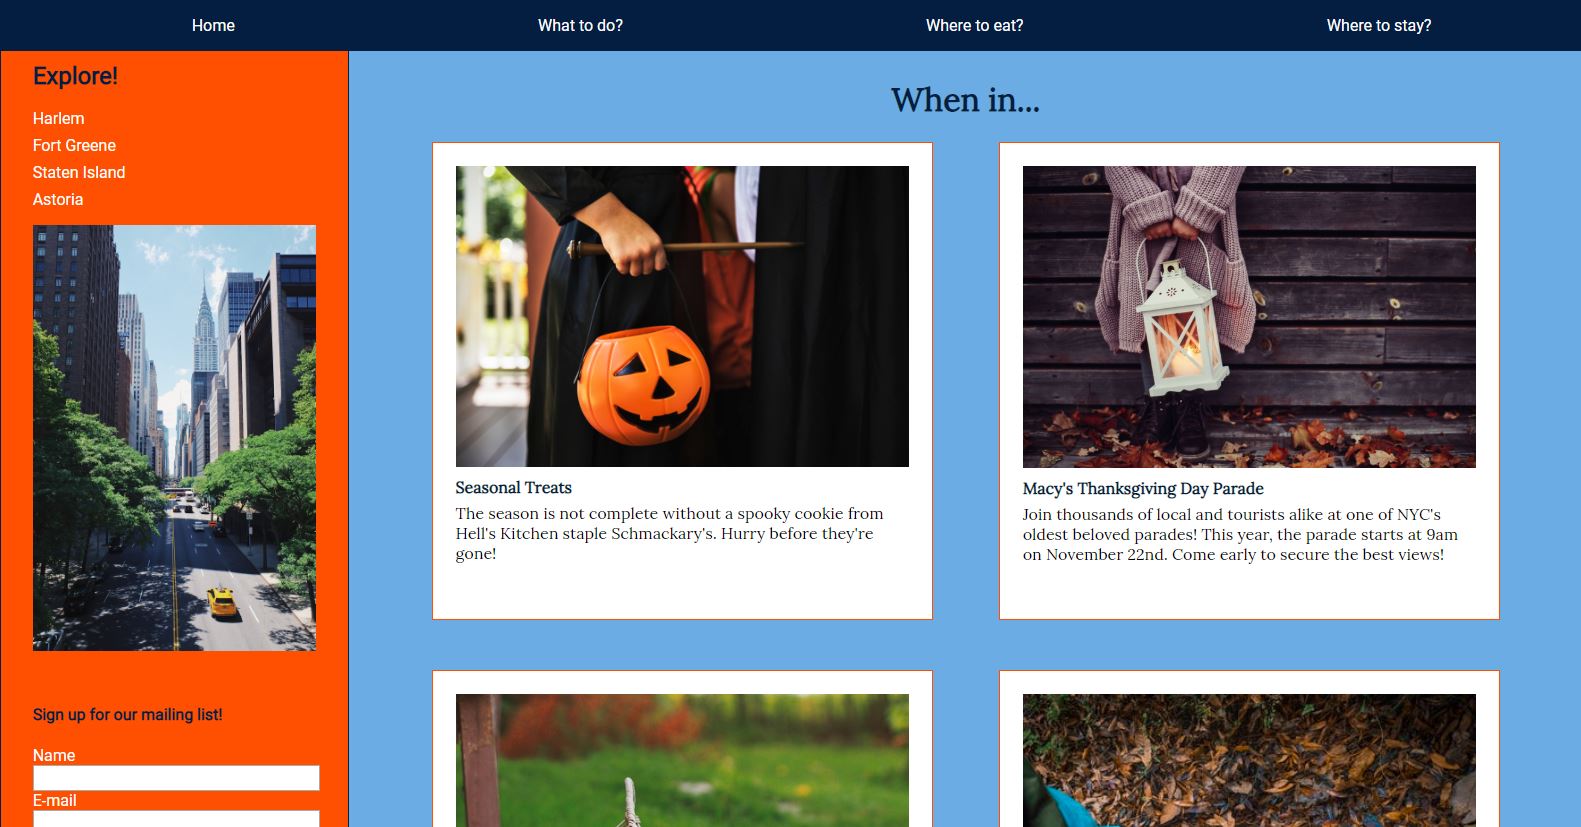 Home
What to do?
Where to eat?
Where to stay?
Explore!
Harlem
Fort Greene
Staten Island
Astoria
Sign up for our mailing list!
Name
E-mail
When in...
Seasonal Treats
The season is not complete without a spooky cookie from
Hell's Kitchen staple Schmackary's. Hurry before they're
gone!
Macy's Thanksgiving Day Parade
Join thousands of local and tourists alike at one of NYC's
oldest beloved parades! This year, the parade starts at 9am
on November 22nd. Come early to secure the best views!